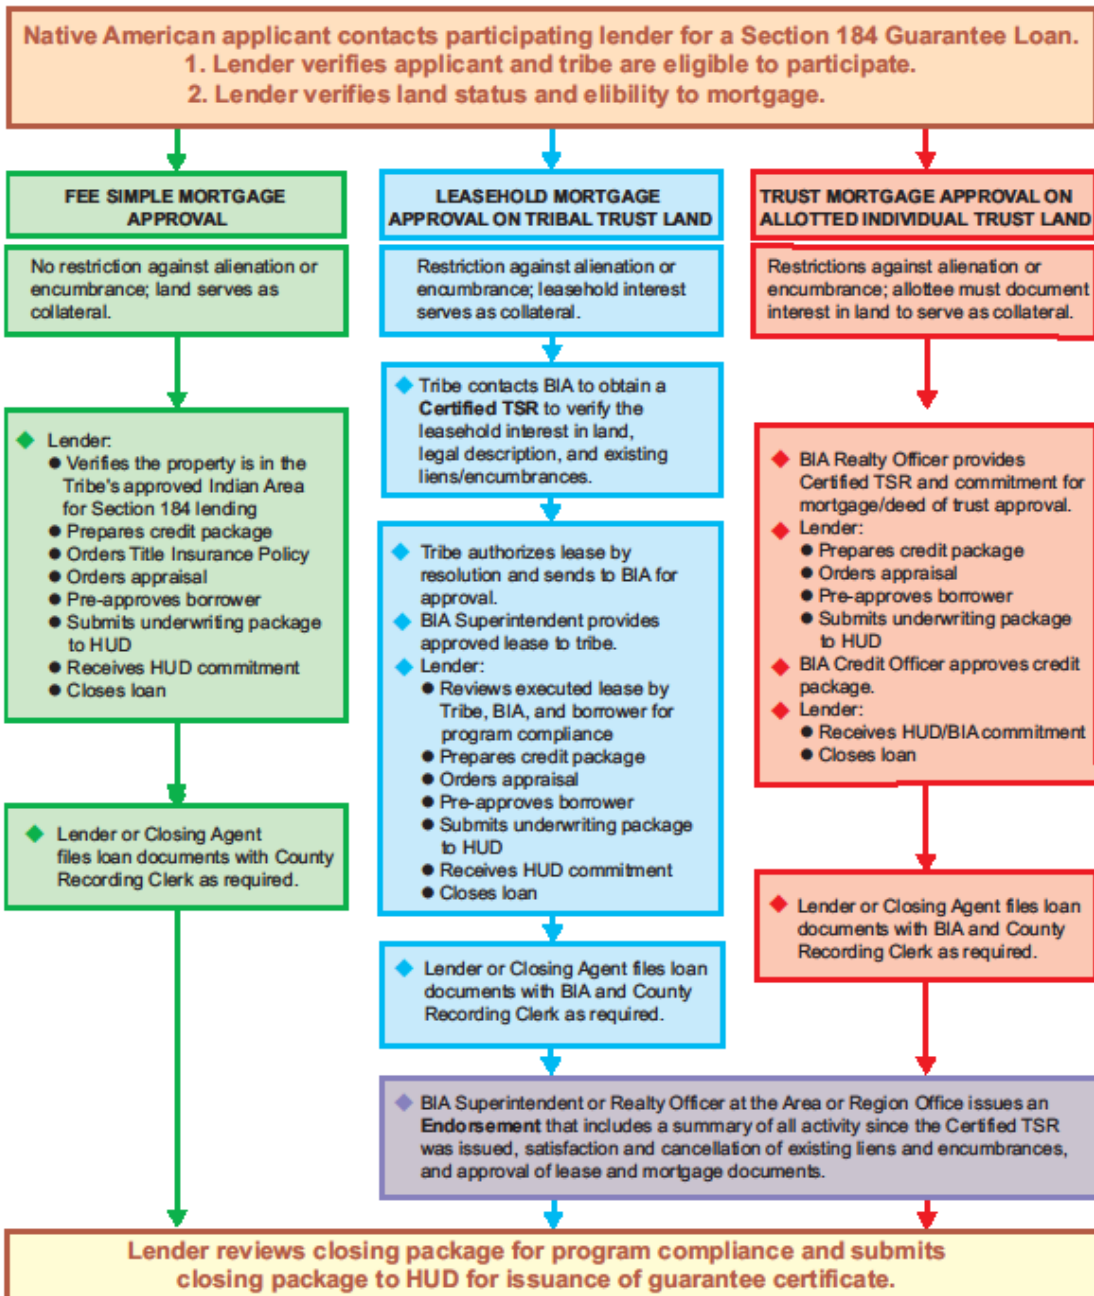 Native American applicant contacts participating lender for a Section 184 Guarantee Loan.
1. Lender verifies applicant and tribe are eligible to participate.
2. Lender verifies land status and elibility to mortgage.
FEE SIMPLE MORTGAGE
APPROVAL
No restriction against alienation or
encumbrance; land serves as
collateral.
◆ Lender:
● Verifies the property is in the
Tribe's approved Indian Area
for Section 184 lending
● Prepares credit package
● Orders Title Insurance Policy
● Orders appraisal
● Pre-approves borrower
● Submits underwriting package
to HUD
● Receives HUD commitment
● Closes loan
◆ Lender or Closing Agent
files loan documents with County
Recording Clerk as required.
LEASEHOLD MORTGAGE
APPROVAL ON TRIBAL TRUST LAND
Restriction against alienation or
encumbrance; leasehold interest
serves as collateral.
◆ Tribe contacts BIA to obtain a
Certified TSR to verify the
leasehold interest in land,
legal description, and existing
liens/encumbrances.
◆ Tribe authorizes lease by
resolution and sends to BIA for
approval.
◆ BIA Superintendent provides
approved lease to tribe.
◆ Lender:
● Reviews executed lease by
Tribe, BIA, and borrower for
program compliance
● Prepares credit package
● Orders appraisal
● Pre-approves borrower
● Submits underwriting package
to HUD
● Receives HUD commitment
● Closes loan
◆ Lender or Closing Agent files loan
documents with BIA and County
Recording Clerk as required.
TRUST MORTGAGE APPROVAL ON
ALLOTTED INDIVIDUAL TRUST LAND
Restrictions against alienation or
encumbrance; allottee must document
interest in land to serve as collateral.
◆ BIA Realty Officer provides
Certified TSR and commitment for
mortgage/deed of trust approval.
◆ Lender:
● Prepares credit package
● Orders appraisal
● Pre-approves borrower
● Submits underwriting package
to HUD
◆ BIA Credit Officer approves credit
package.
◆ Lender:
● Receives HUD/BIA commitment
● Closes loan
◆ Lender or Closing Agent files loan
documents with BIA and County
Recording Clerk as required.
◆ BIA Superintendent or Realty Officer at the Area or Region Office issues an
Endorsement that includes a summary of all activity since the Certified TSR
was issued, satisfaction and cancellation of existing liens and encumbrances,
and approval of lease and mortgage documents.
Lender reviews closing package for program compliance and submits
closing package to HUD for issuance of guarantee certificate.